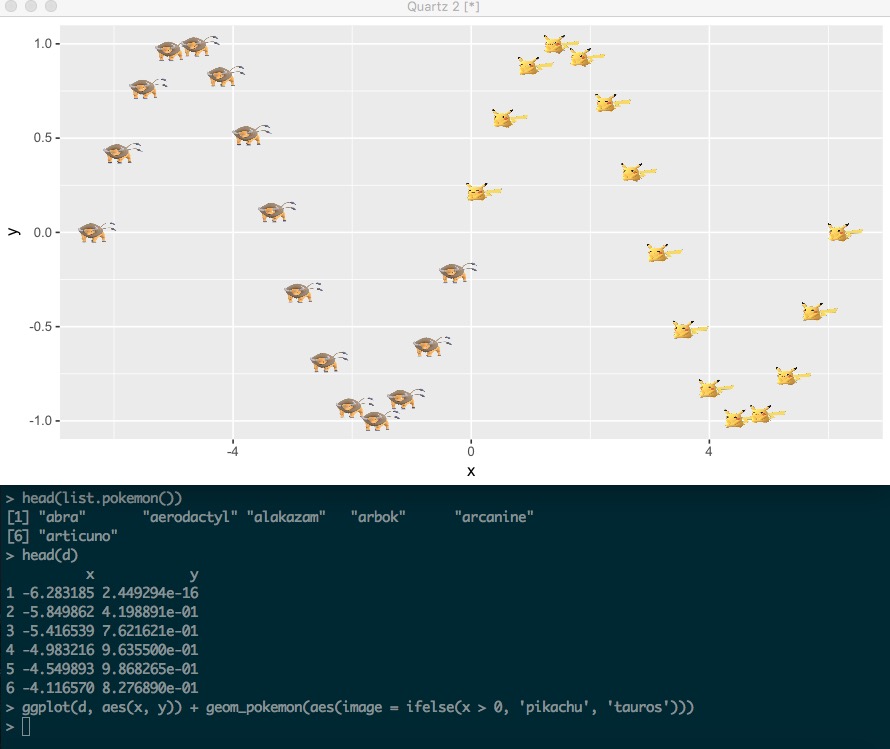 Quartz 2 [*]
1.0
0.5
0.0
-0.5
-1.0
y
-4
0
4
x
> head(list.pokemon())
[1] "abra"       "aerodactyl" "alakazam"   "arbok"      "arcanine"
[6] "articuno"
> head(d)
          x            y
1 -6.283185 2.449294e-16
2 -5.849862 4.198891e-01
3 -5.416539 7.621621e-01
4 -4.983216 9.635500e-01
5 -4.549893 9.868265e-01
6 -4.116570 8.276890e-01
> ggplot(d, aes(x, y)) + geom_pokemon(aes(image = ifelse(x > 0, 'pikachu', 'tauros')))
>